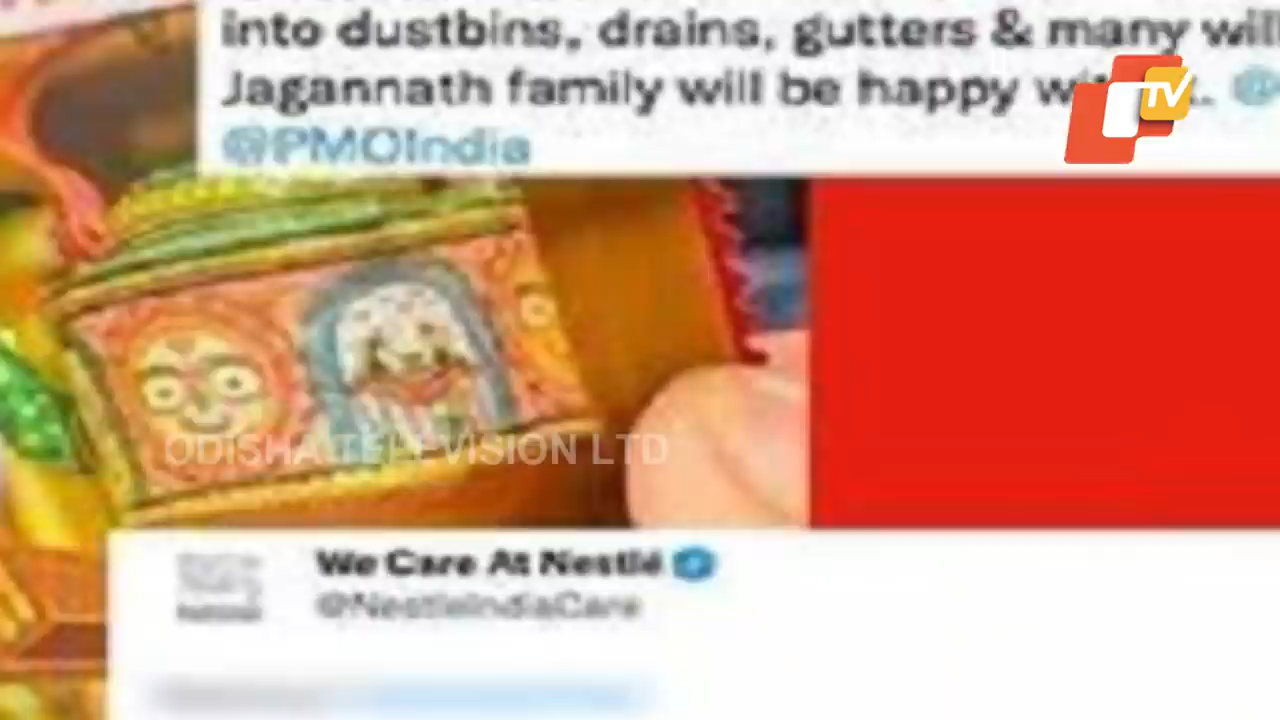 into dustbins, drains, gutters & many will
Jagannath family will be happy
@PMOIndia
TV
ODISHA TELEVISION LTD
We Care At Nestlé
@NestleIndiaCare